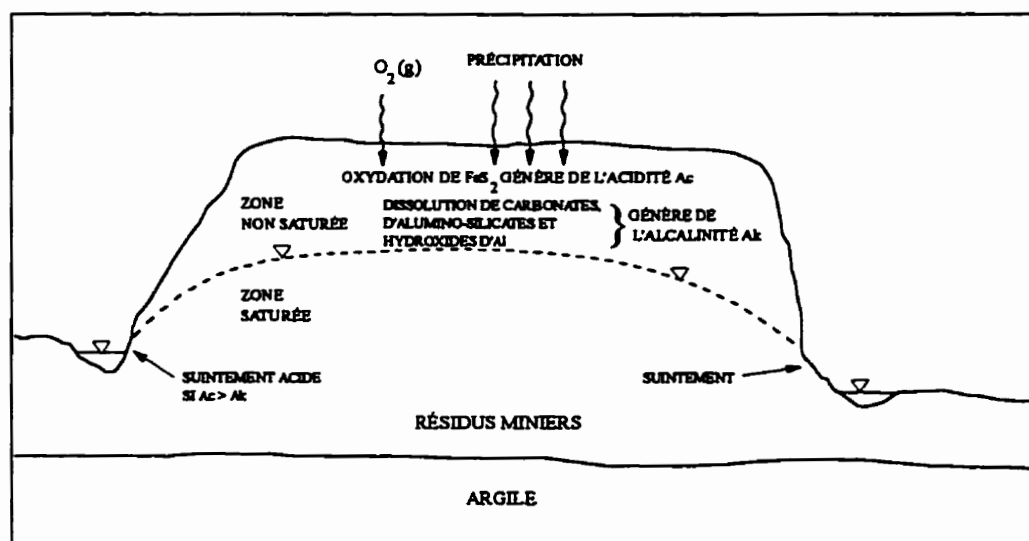 O₂(g)
PRÉCIPITATION
OXYDATION DE FeS₂ GÉNÈRE DE L'ACIDITÉ Ac
ZONE
NON SATURÉE
DISSOLUTION DE CARBONATES,
D'ALUMINO-SILICATES ET
HYDROXIDES D'Al
GÉNÈRE DE
L'ALCALINITÉ Ak
ZONE
SATURÉE
SUINTEMENT ACIDE
SI Ac > Ak
SUINTEMENT
RÉSIDUS MINIERS
ARGILE